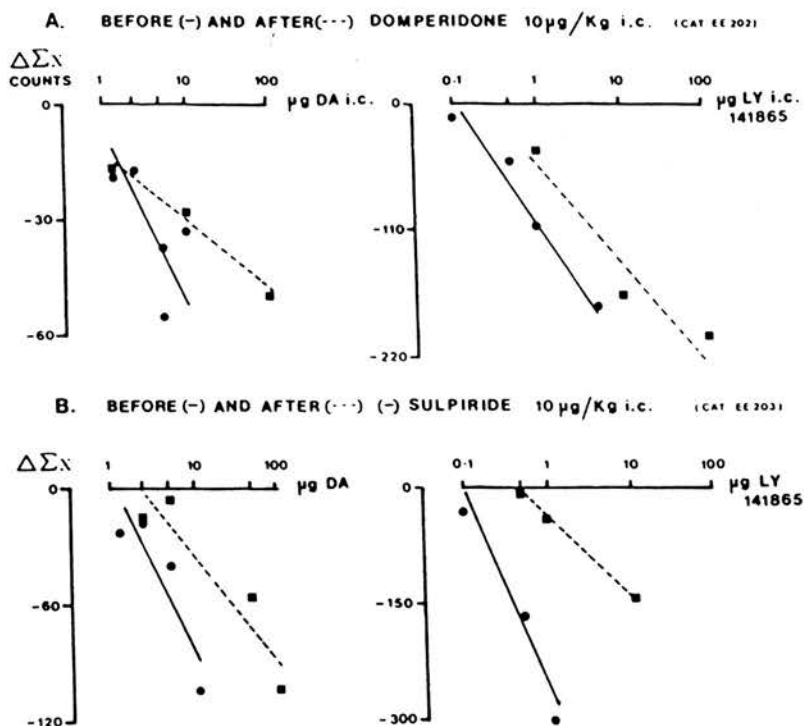 A. BEFORE (-) AND AFTER (---) DOMPERIDONE 10µg/Kg i.c. (CAT EE 202)
ΔΣx
COUNTS
1 10 100
µg DA i.c.
0
-30
-60
0·1 1 10 100
µg LY i.c.
141865
0
-110
-220
B. BEFORE (-) AND AFTER (---) (-) SULPIRIDE 10µg/Kg i.c. (CAT EE 203)
ΔΣx
1 10 100
µg DA
0
-60
-120
0·1 1 10 100
µg LY
141865
0
-150
-300